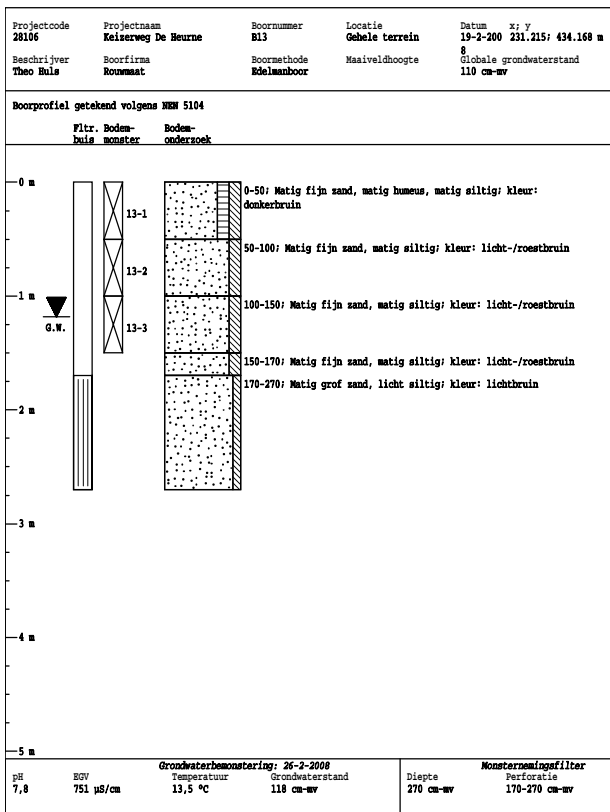 Projectcode Projectnaam Boornummer Locatie Datum x; y
28106 Keizerweg De Heurne B13 Gehele terrein 19-2-200 231.215; 434.168 m
8
Beschrijver Boorfirma Boormethode Maaiveldhoogte Globale grondwaterstand
Theo Huls Rouwmaat Edelmanboor 110 cm-mv
Boorprofiel getekend volgens NEN 5104
Fltr. Bodem- Bodem-
buis monster onderzoek
0 m
0-50; Matig fijn zand, matig humeus, matig siltig; kleur:
donkerbruin
13-1
50-100; Matig fijn zand, matig siltig; kleur: licht-/roestbruin
13-2
1 m
100-150; Matig fijn zand, matig siltig; kleur: licht-/roestbruin
G.W.
13-3
150-170; Matig fijn zand, matig siltig; kleur: licht-/roestbruin
170-270; Matig grof zand, licht siltig; kleur: lichtbruin
2 m
3 m
4 m
5 m
Grondwaterbemonstering: 26-2-2008 Monsternemingsfilter
pH EGV Temperatuur Grondwaterstand Diepte Perforatie
7,8 751 µS/cm 13,5 ºC 118 cm-mv 270 cm-mv 170-270 cm-mv